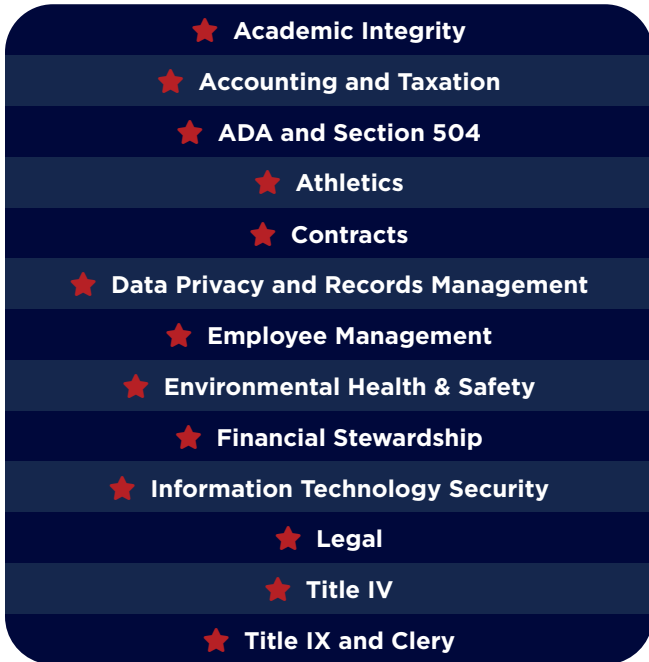 Academic Integrity
Accounting and Taxation
ADA and Section 504
Athletics
Contracts
Data Privacy and Records Management
Employee Management
Environmental Health & Safety
Financial Stewardship
Information Technology Security
Legal
Title IV
Title IX and Clery